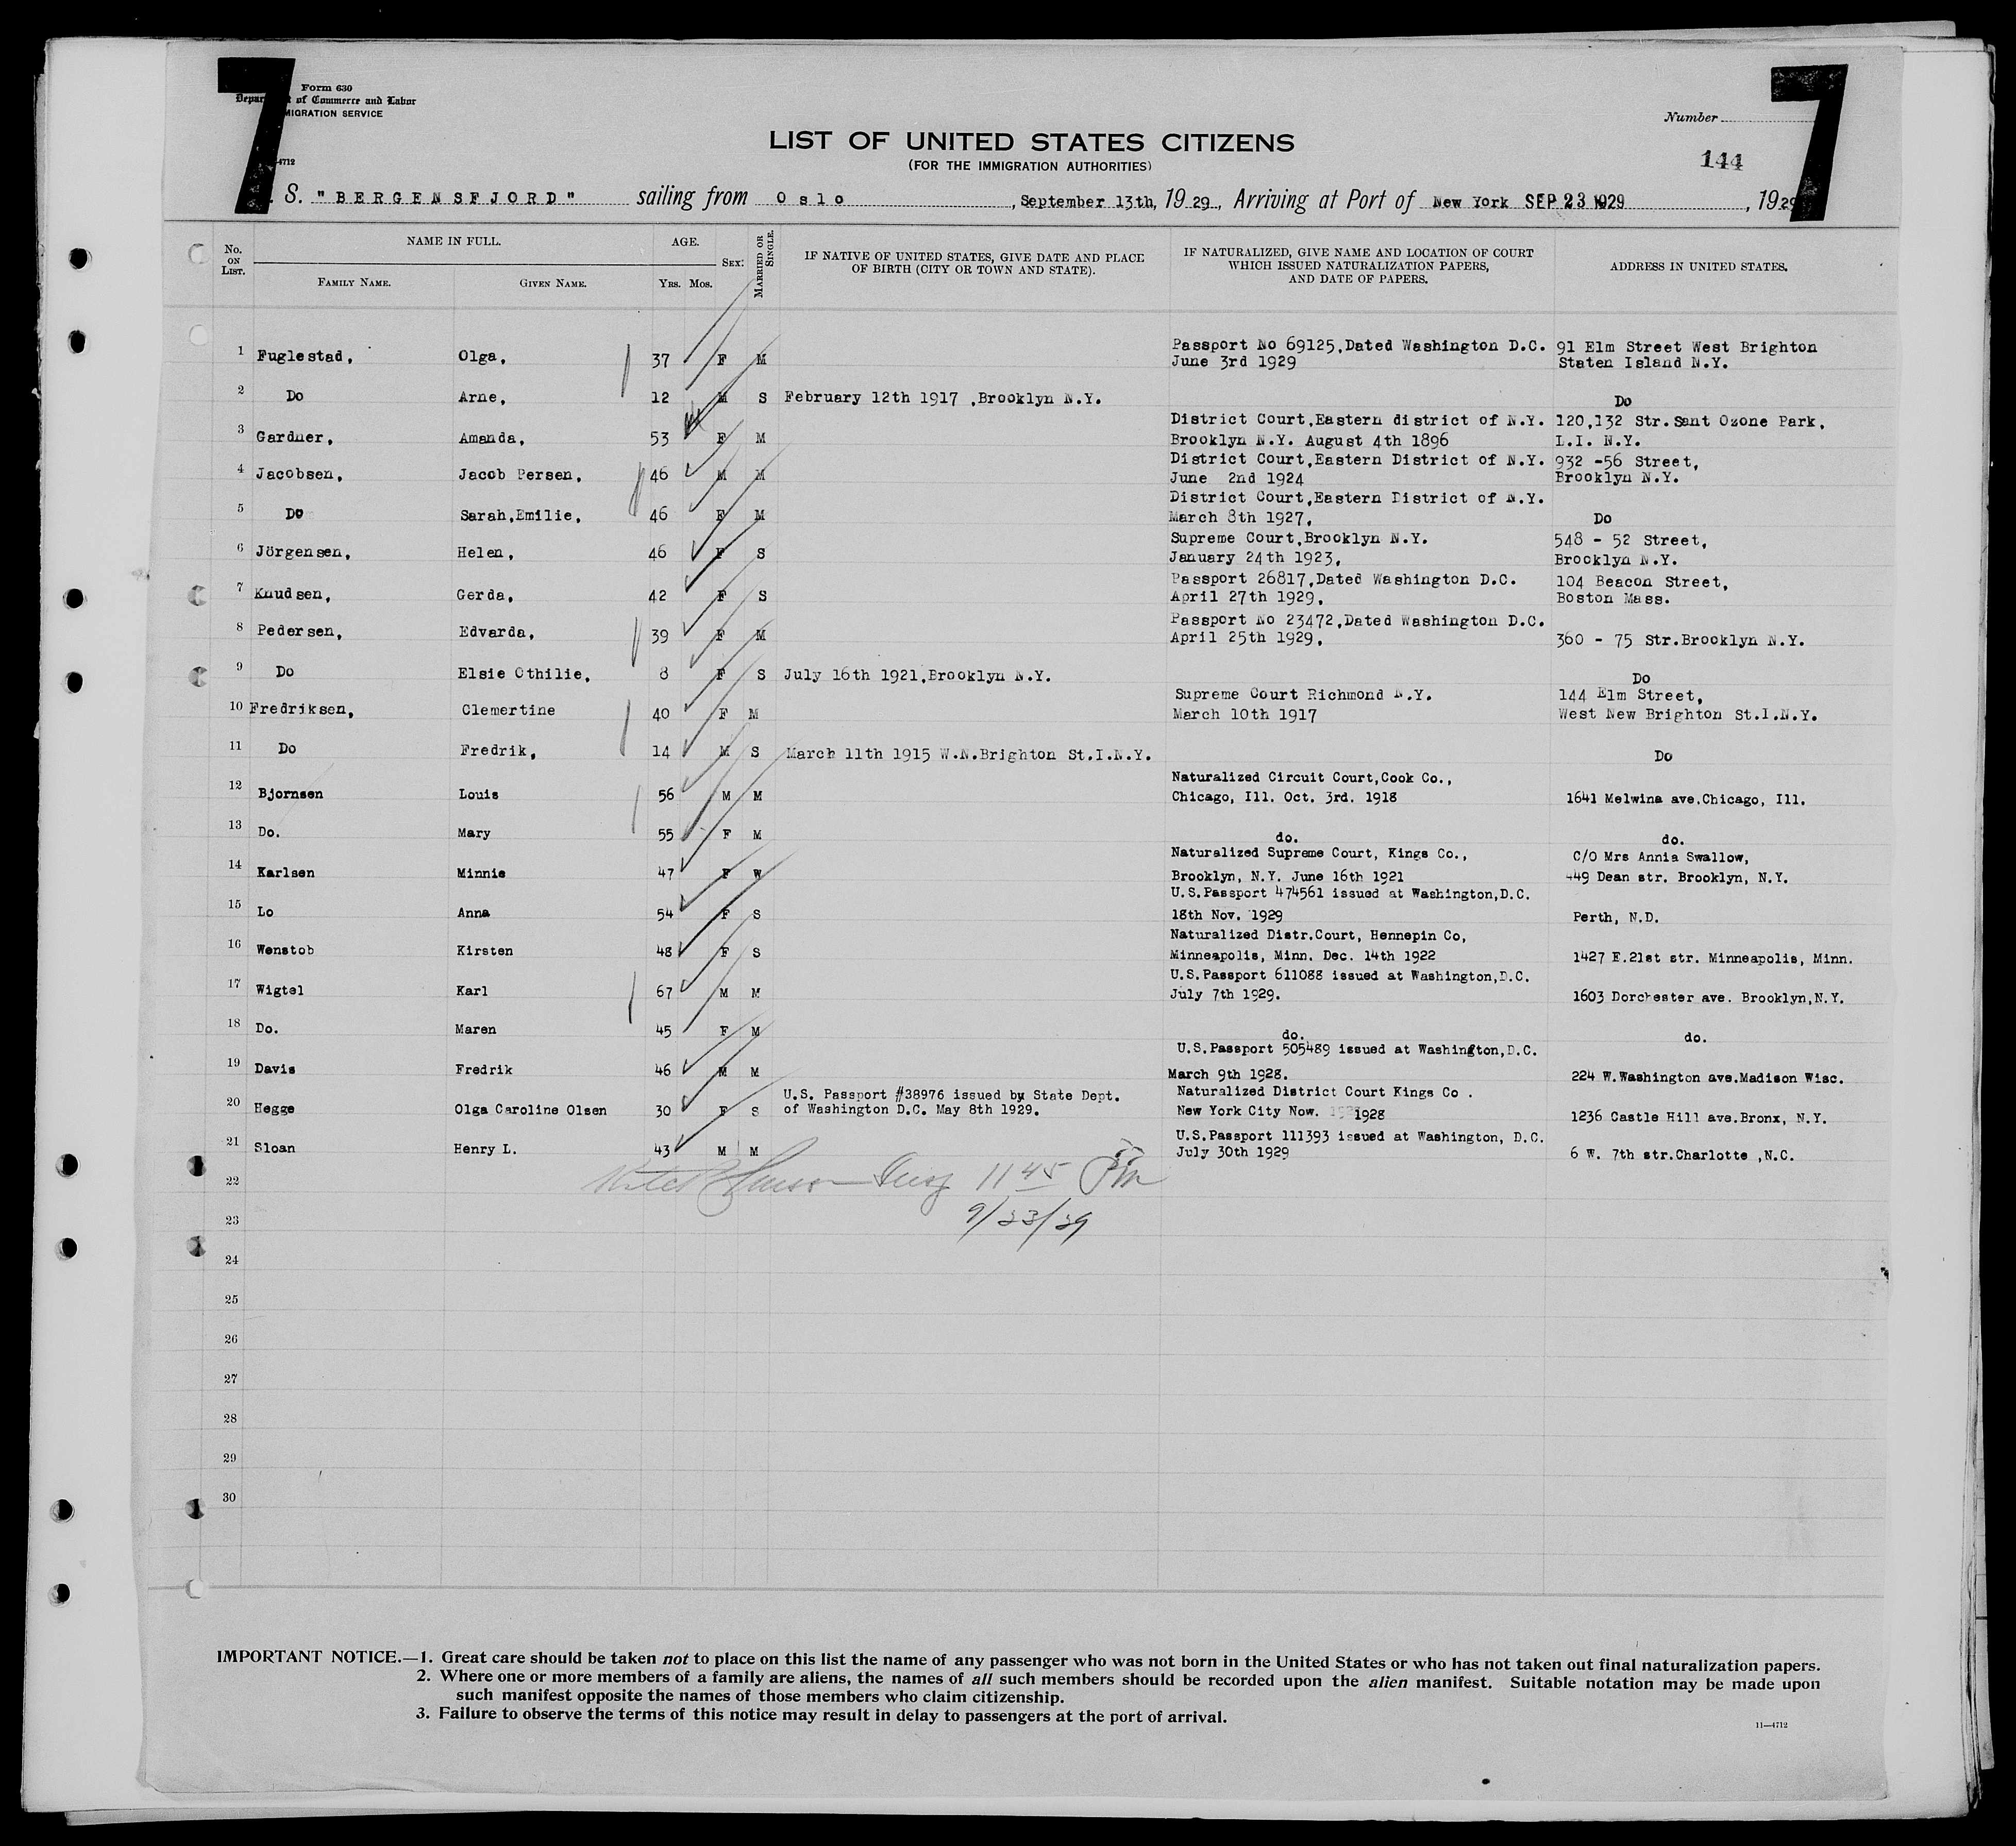 7
7
Form 630
Department of Commerce and Labor
IMMIGRATION SERVICE
4712
Number
LIST OF UNITED STATES CITIZENS
(FOR THE IMMIGRATION AUTHORITIES)
144
S. S. "BERGENSFJORD" sailing from Oslo, September 13th, 1929, Arriving at Port of New York SEP 23 1929, 1929
No. ON LIST.
NAME IN FULL.
FAMILY NAME. GIVEN NAME.
AGE.
YRS. MOS.
SEX.
MARRIED OR SINGLE.
IF NATIVE OF UNITED STATES, GIVE DATE AND PLACE
OF BIRTH (CITY OR TOWN AND STATE).
IF NATURALIZED, GIVE NAME AND LOCATION OF COURT
WHICH ISSUED NATURALIZATION PAPERS,
AND DATE OF PAPERS.
ADDRESS IN UNITED STATES.
1 Fuglestad, Olga, 37 F M Passport No 69125,Dated Washington D.C. 91 Elm Street West Brighton
June 3rd 1929 Staten Island N.Y.
2 Do Arne, 12 M S February 12th 1917 ,Brooklyn N.Y. Do
3 Gardner, Amanda, 53 F M District Court,Eastern district of N.Y. 120,132 Str.Sant Ozone Park,
Brooklyn N.Y. August 4th 1896 L.I. N.Y.
4 Jacobsen, Jacob Persen, 46 M M District Court,Eastern District of N.Y. 932 -56 Street,
June 2nd 1924 Brooklyn N.Y.
5 Do Sarah,Emilie, 46 F M District Court,Eastern District of N.Y.
March 8th 1927, Do
6 Jörgensen, Helen, 46 F S Supreme Court,Brooklyn N.Y. 548 - 52 Street,
January 24th 1923, Brooklyn N.Y.
7 Knudsen, Gerda, 42 F S Passport 26817,Dated Washington D.C. 104 Beacon Street,
April 27th 1929, Boston Mass.
8 Pedersen, Edvarda, 39 F M Passport No 23472,Dated Washington D.C.
April 25th 1929, 360 - 75 Str.Brooklyn N.Y.
9 Do Elsie Othilie, 8 F S July 16th 1921,Brooklyn N.Y. Do
10 Fredriksen, Clemertine 40 F M Supreme Court Richmond N.Y. 144 Elm Street,
March 10th 1917 West New Brighton St.I.N.Y.
11 Do Fredrik, 14 M S March 11th 1915 W.N.Brighton St.I.N.Y. Do
12 Bjornsen Louis 56 M M Naturalized Circuit Court,Cook Co.,
Chicago, Ill. Oct. 3rd. 1918 1641 Melwina ave.Chicago, Ill.
13 Do. Mary 55 F M do. do.
14 Karlsen Minnie 47 F W Naturalized Supreme Court, Kings Co., C/O Mrs Annia Swallow,
Brooklyn, N.Y. June 16th 1921 449 Dean str. Brooklyn, N.Y.
15 Lo Anna 54 F S U.S.Passport 474561 issued at Washington,D.C.
18th Nov. 1929 Perth, N.D.
16 Wenstob Kirsten 48 F S Naturalized Distr.Court, Hennepin Co,
Minneapolis, Minn. Dec. 14th 1922 1427 E.21st str. Minneapolis, Minn.
17 Wigtel Karl 67 M M U.S.Passport 611088 issued at Washington,D.C.
July 7th 1929. 1603 Dorchester ave. Brooklyn,N.Y.
18 Do. Maren 45 F M do. do.
19 Davis Fredrik 46 M M U.S.Passport 505489 issued at Washington,D.C.
March 9th 1928. 224 W.Washington ave.Madison Wisc.
20 Hegge Olga Caroline Olsen 30 F S U.S. Passport #38976 issued by State Dept. Naturalized District Court Kings Co .
of Washington D.C. May 8th 1929. New York City Now. 1928 1236 Castle Hill ave.Bronx, N.Y.
21 Sloan Henry L. 43 M M U.S.Passport 111393 issued at Washington, D.C.
July 30th 1929 6 W. 7th str.Charlotte ,N.C.
22
11 45 Pm
23
9/23/29
24
25
26
27
28
29
30
IMPORTANT NOTICE.—1. Great care should be taken not to place on this list the name of any passenger who was not born in the United States or who has not taken out final naturalization papers.
2. Where one or more members of a family are aliens, the names of all such members should be recorded upon the alien manifest. Suitable notation may be made upon
such manifest opposite the names of those members who claim citizenship.
3. Failure to observe the terms of this notice may result in delay to passengers at the port of arrival.
11—4712